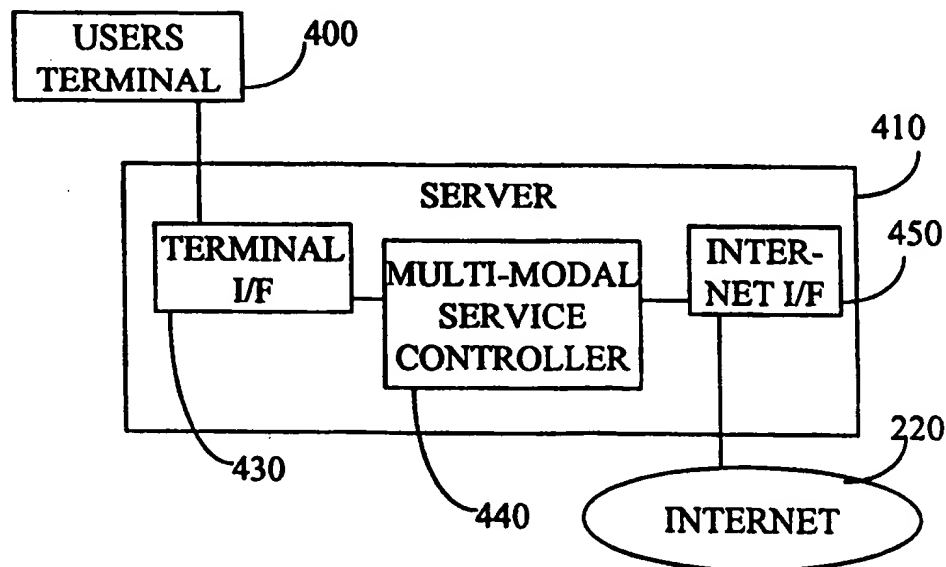 USERS
TERMINAL
400
410
SERVER
TERMINAL
I/F
MULTI-MODAL
SERVICE
CONTROLLER
INTER-
NET I/F
450
430
440
220
INTERNET